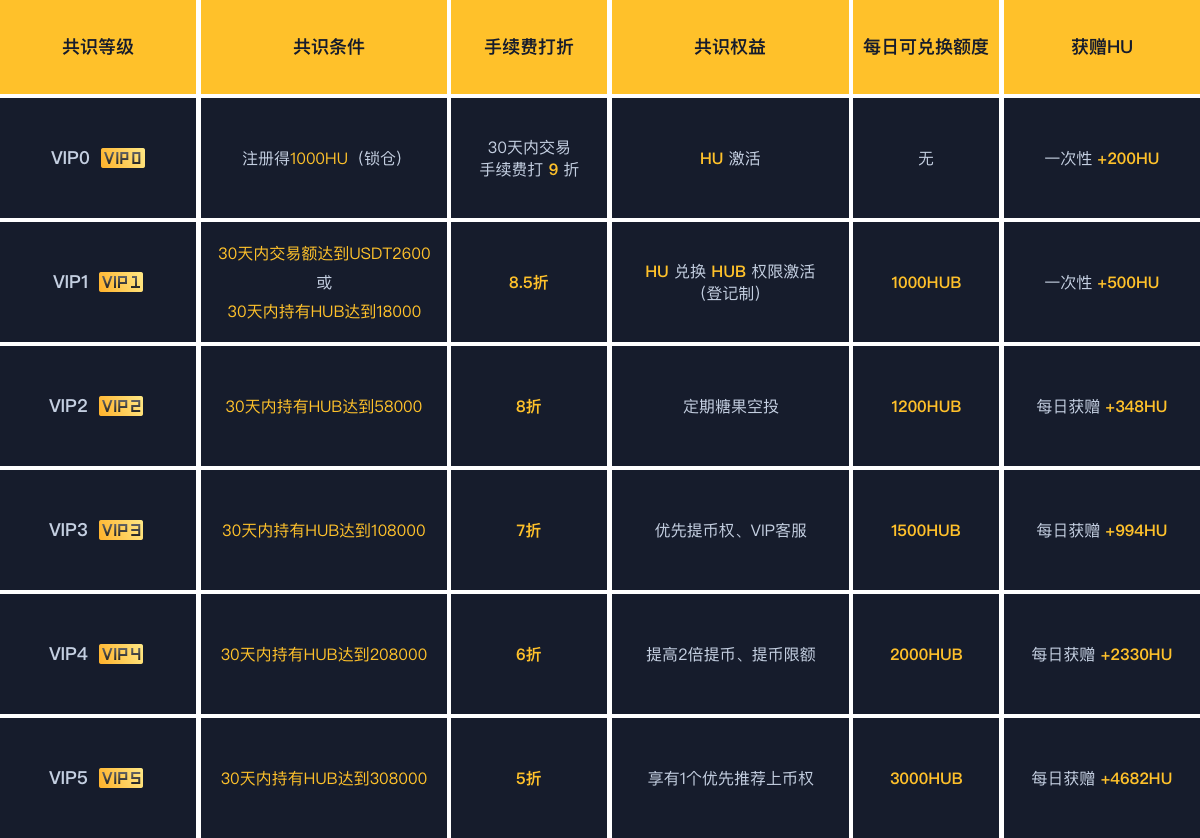 共识等级
共识条件
手续费打折
共识权益
每日可兑换额度
获赠HU
VIP0 VIP0
注册得1000HU（锁仓）
30天内交易
手续费打 9 折
HU 激活
无
一次性 +200HU
VIP1 VIP1
30天内交易额达到USDT2600
或
30天内持有HUB达到18000
8.5折
HU 兑换 HUB 权限激活
（登记制）
1000HUB
一次性 +500HU
VIP2 VIP2
30天内持有HUB达到58000
8折
定期糖果空投
1200HUB
每日获赠 +348HU
VIP3 VIP3
30天内持有HUB达到108000
7折
优先提币权、VIP客服
1500HUB
每日获赠 +994HU
VIP4 VIP4
30天内持有HUB达到208000
6折
提高2倍提币、提币限额
2000HUB
每日获赠 +2330HU
VIP5 VIP5
30天内持有HUB达到308000
5折
享有1个优先推荐上币权
3000HUB
每日获赠 +4682HU